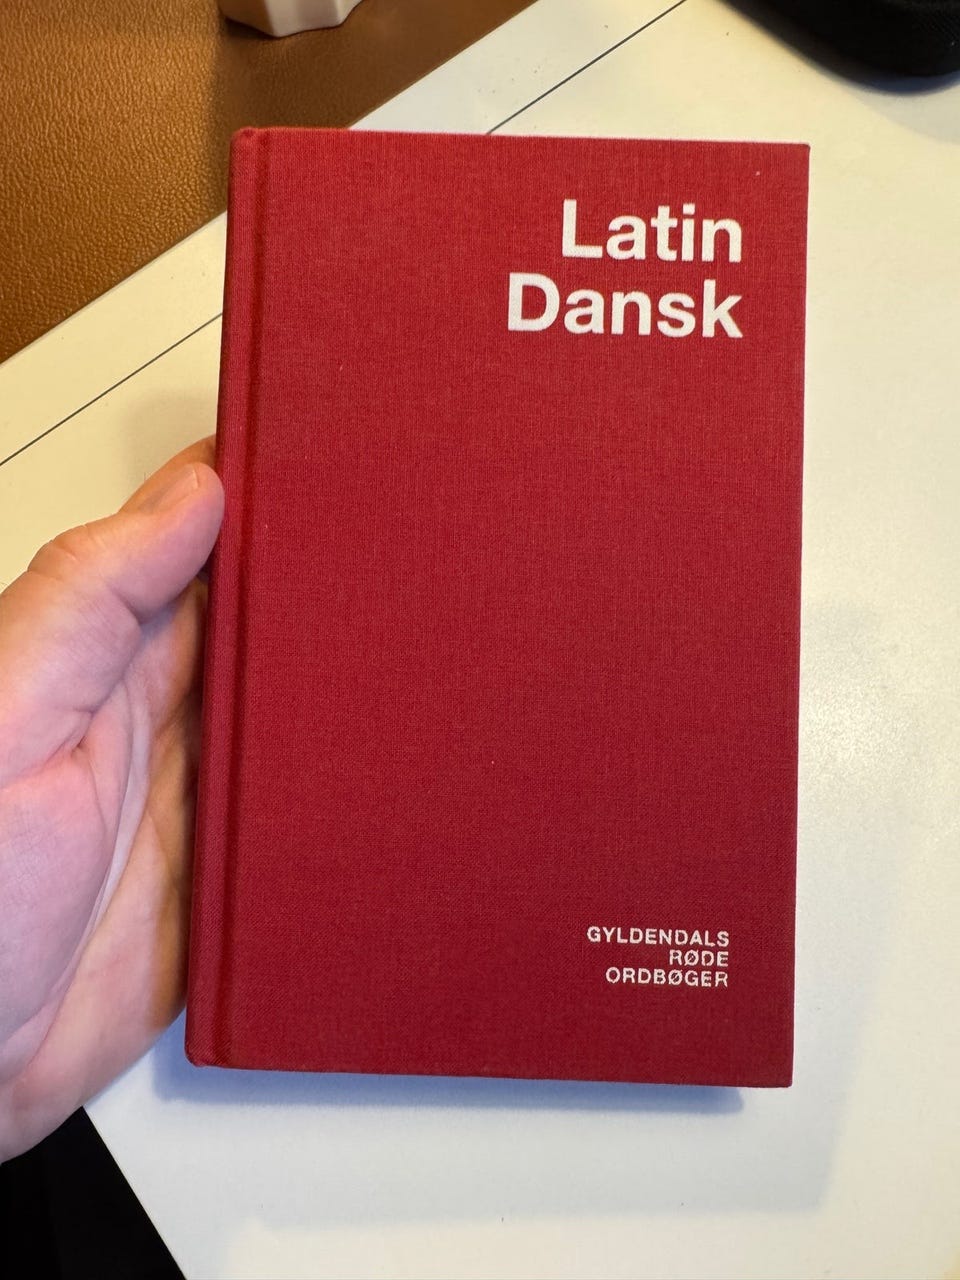 Latin
Dansk
GYLDENDALS
RØDE
ORDBØGER